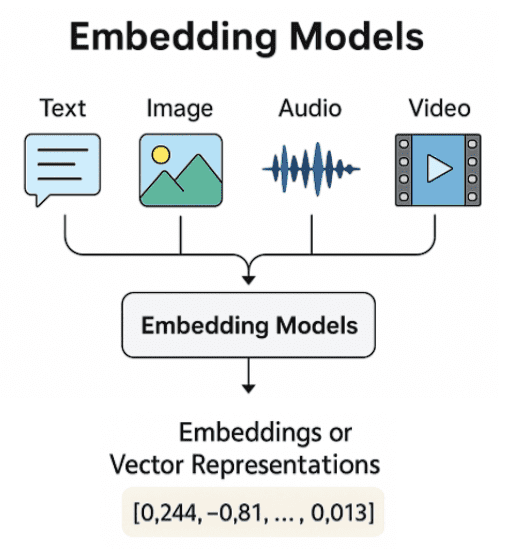 Embedding Models
Text Image Audio Video
Embedding Models
Embeddings or
Vector Representations
[0,244, –0,81, ... , 0,013]